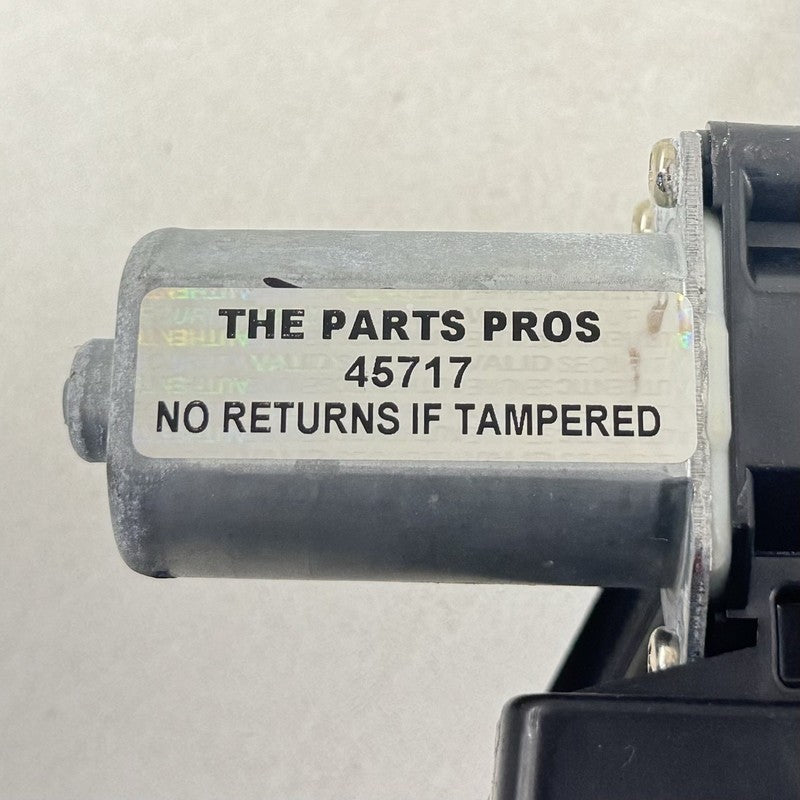 THE PARTS PROS
45717
NO RETURNS IF TAMPERED